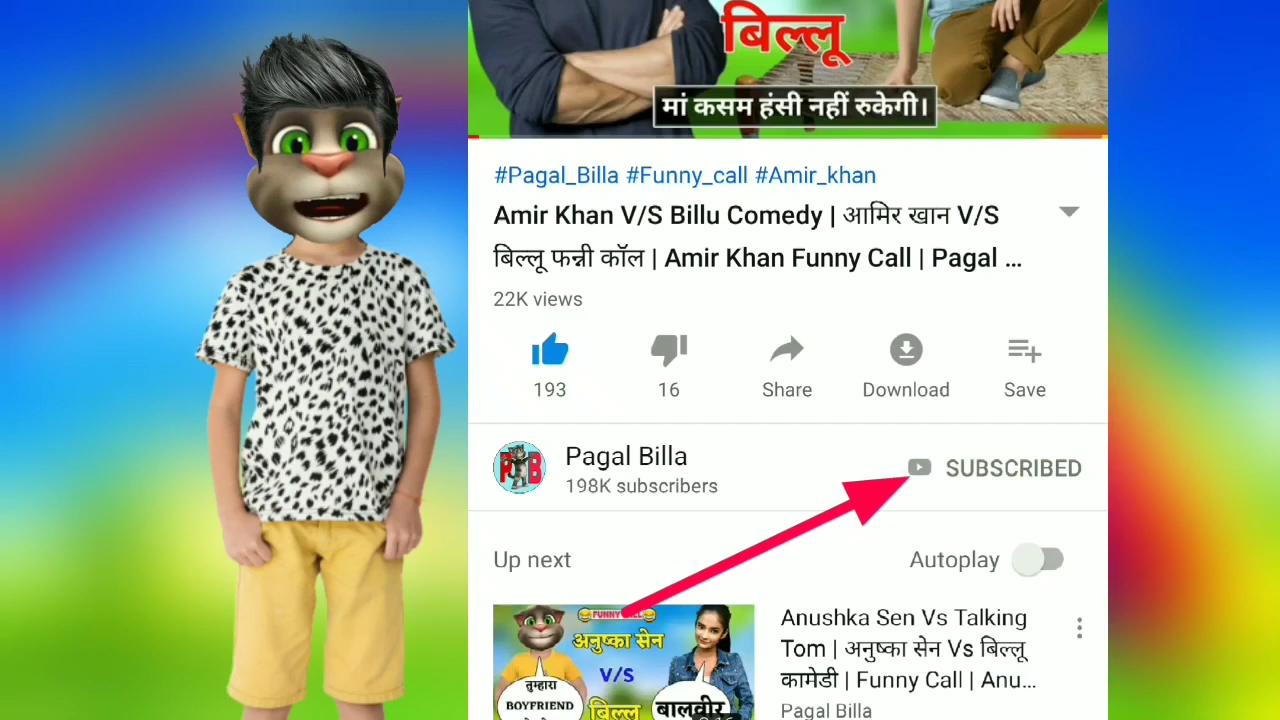 बिल्लू
मां कसम हंसी नहीं रुकेगी।
#Pagal_Billa #Funny_call #Amir_khan
Amir Khan V/S Billu Comedy | आमिर खान V/S
बिल्लू फन्नी कॉल | Amir Khan Funny Call | Pagal ...
22K views
193
16
Share
Download
Save
P B
Pagal Billa
198K subscribers
SUBSCRIBED
Up next
Autoplay
FUNNY
अनुष्का सेन
V/S
बिल्लू
तुम्हारा
BOYFRIEND
बालवीर
Anushka Sen Vs Talking
Tom | अनुष्का सेन Vs बिल्लू
कामेडी | Funny Call | Anu...
Pagal Billa